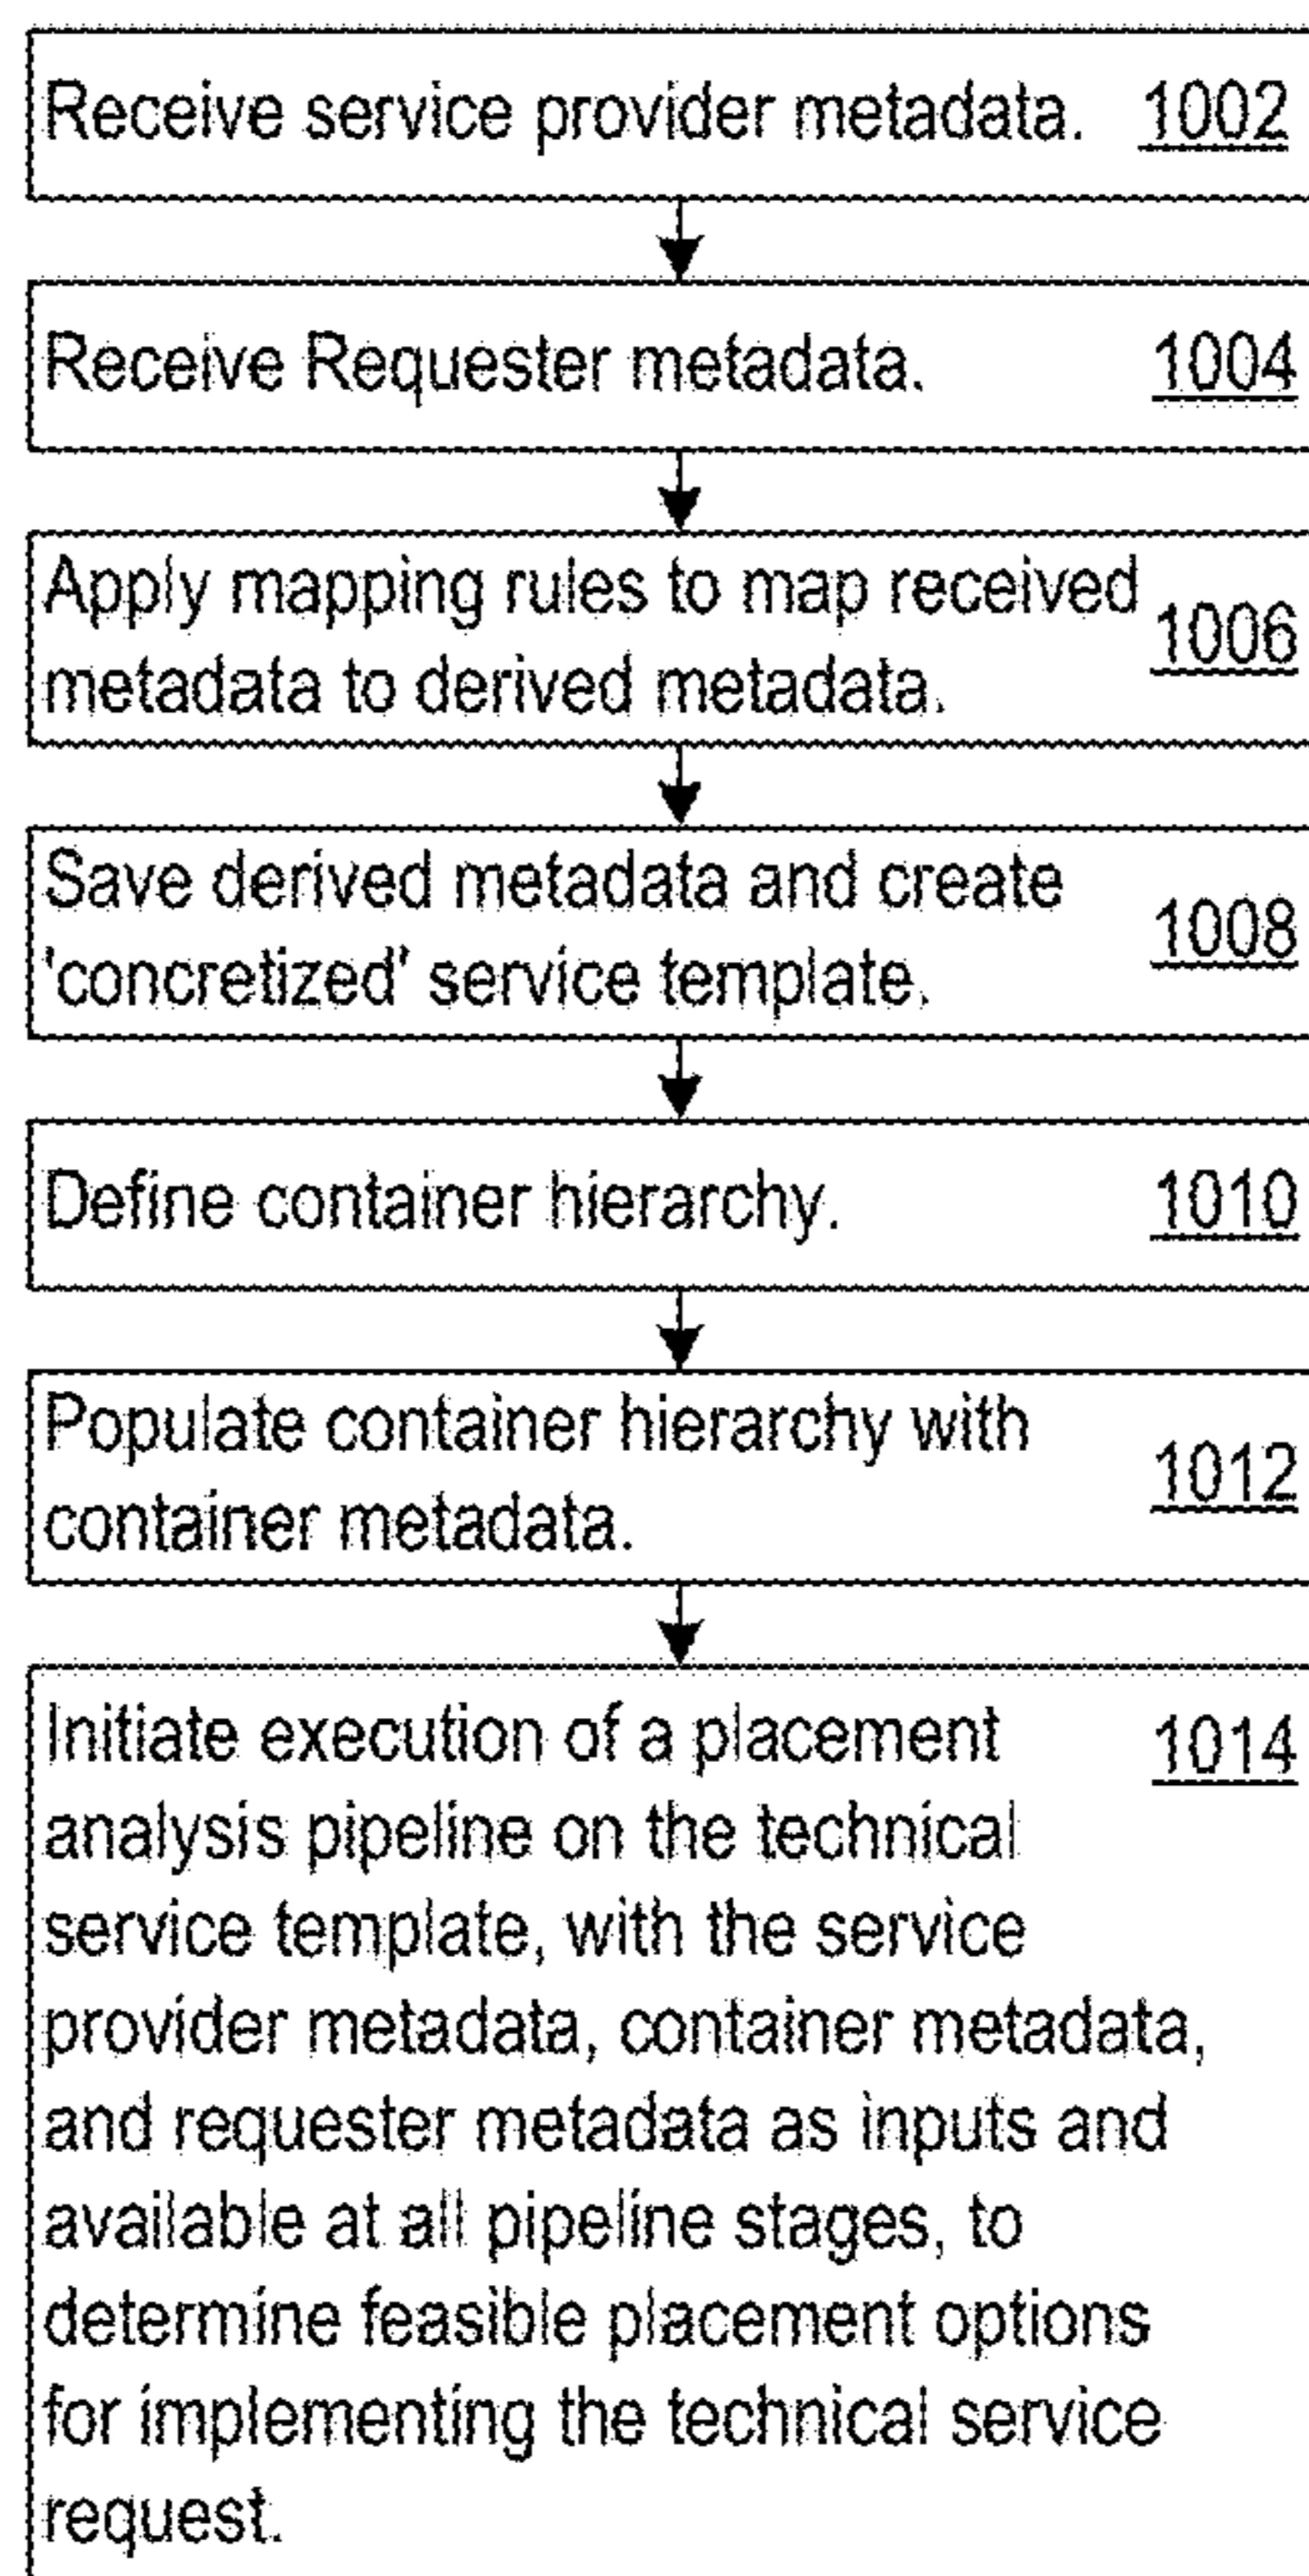 Receive service provider metadata. 1002
Receive Requester metadata. 1004
Apply mapping rules to map received
metadata to derived metadata. 1006
Save derived metadata and create
'concretized' service template. 1008
Define container hierarchy. 1010
Populate container hierarchy with
container metadata. 1012
Initiate execution of a placement 1014
analysis pipeline on the technical
service template, with the service
provider metadata, container metadata,
and requester metadata as inputs and
available at all pipeline stages, to
determine feasible placement options
for implementing the technical service
request.